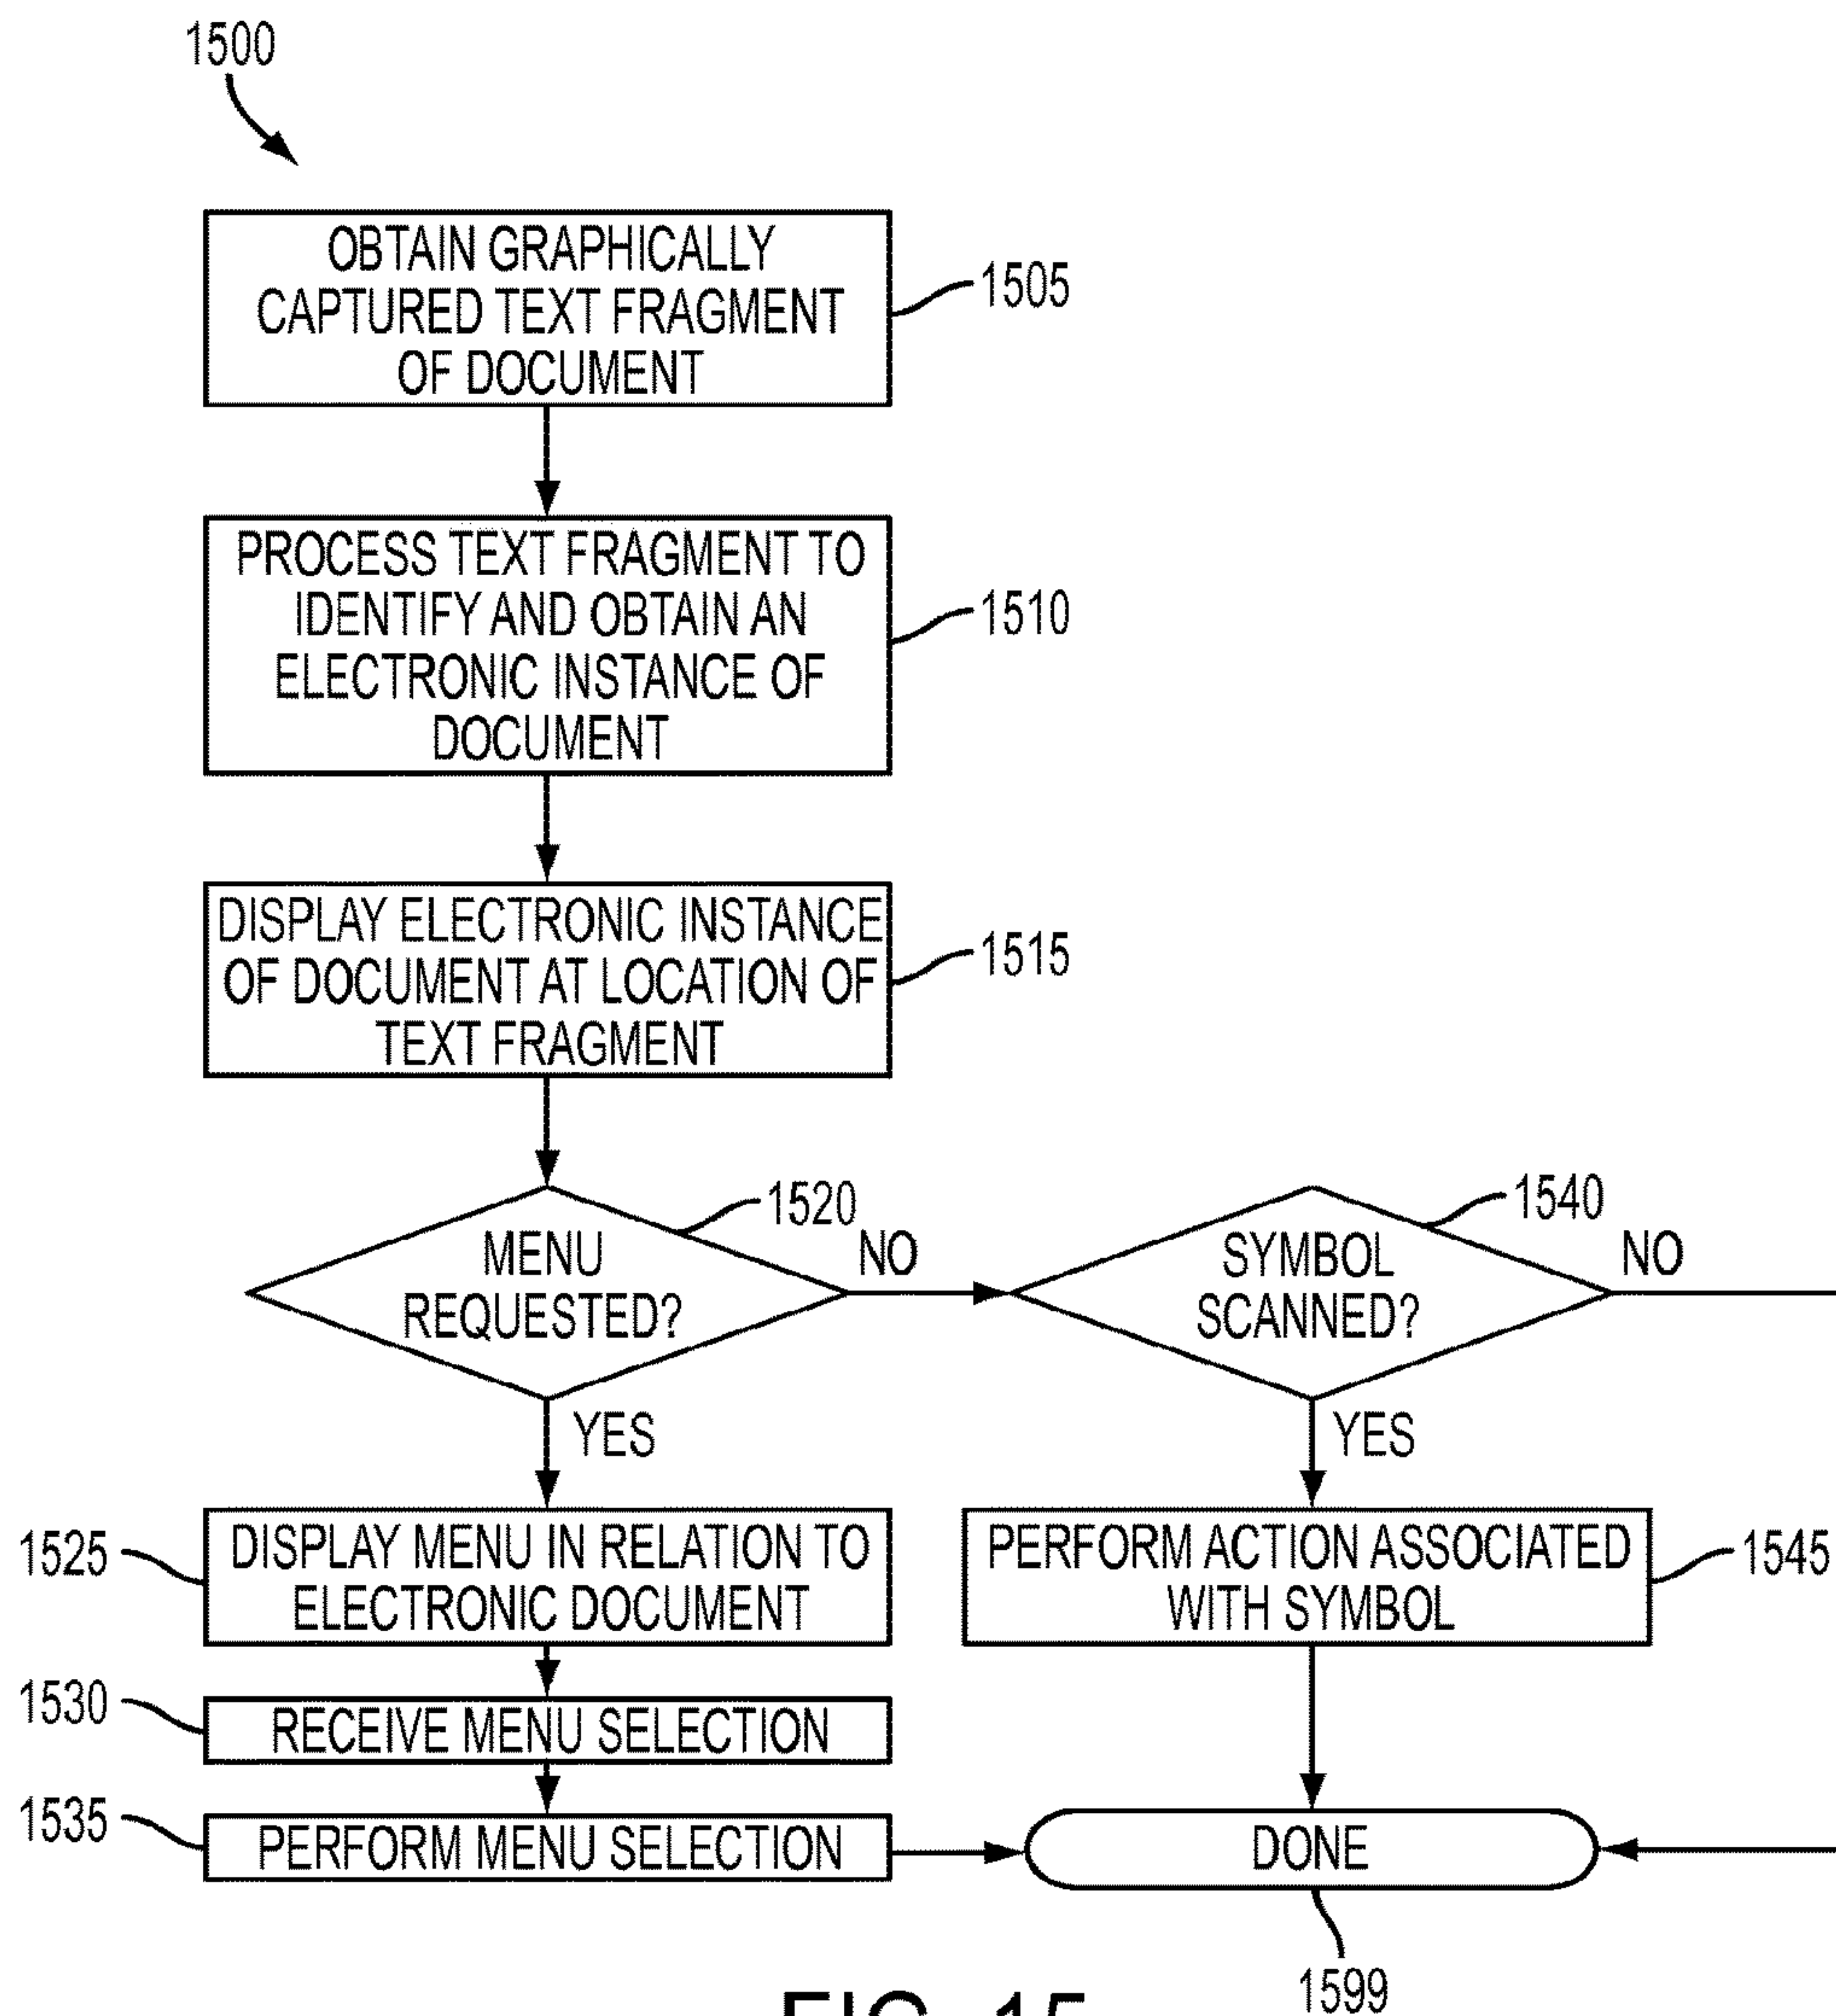 1500
OBTAIN GRAPHICALLY
CAPTURED TEXT FRAGMENT
OF DOCUMENT
1505
PROCESS TEXT FRAGMENT TO
IDENTIFY AND OBTAIN AN
ELECTRONIC INSTANCE OF
DOCUMENT
1510
DISPLAY ELECTRONIC INSTANCE
OF DOCUMENT AT LOCATION OF
TEXT FRAGMENT
1515
MENU
REQUESTED?
1520
NO
YES
SYMBOL
SCANNED?
1540
NO
YES
1525
DISPLAY MENU IN RELATION TO
ELECTRONIC DOCUMENT
PERFORM ACTION ASSOCIATED
WITH SYMBOL
1545
1530
RECEIVE MENU SELECTION
1535
PERFORM MENU SELECTION
DONE
1599
FIG. 15